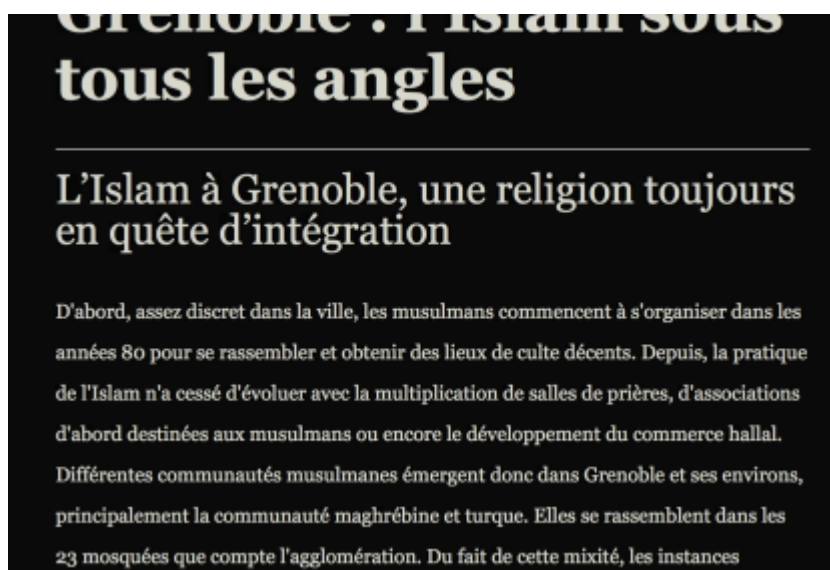 Grenoble : l'Islam sous
tous les angles
L’Islam à Grenoble, une religion toujours
en quête d’intégration
D'abord, assez discret dans la ville, les musulmans commencent à s'organiser dans les
années 80 pour se rassembler et obtenir des lieux de culte décents. Depuis, la pratique
de l'Islam n'a cessé d'évoluer avec la multiplication de salles de prières, d'associations
d'abord destinées aux musulmans ou encore le développement du commerce hallal.
Différentes communautés musulmanes émergent donc dans Grenoble et ses environs,
principalement la communauté maghrébine et turque. Elles se rassemblent dans les
23 mosquées que compte l'agglomération. Du fait de cette mixité, les instances